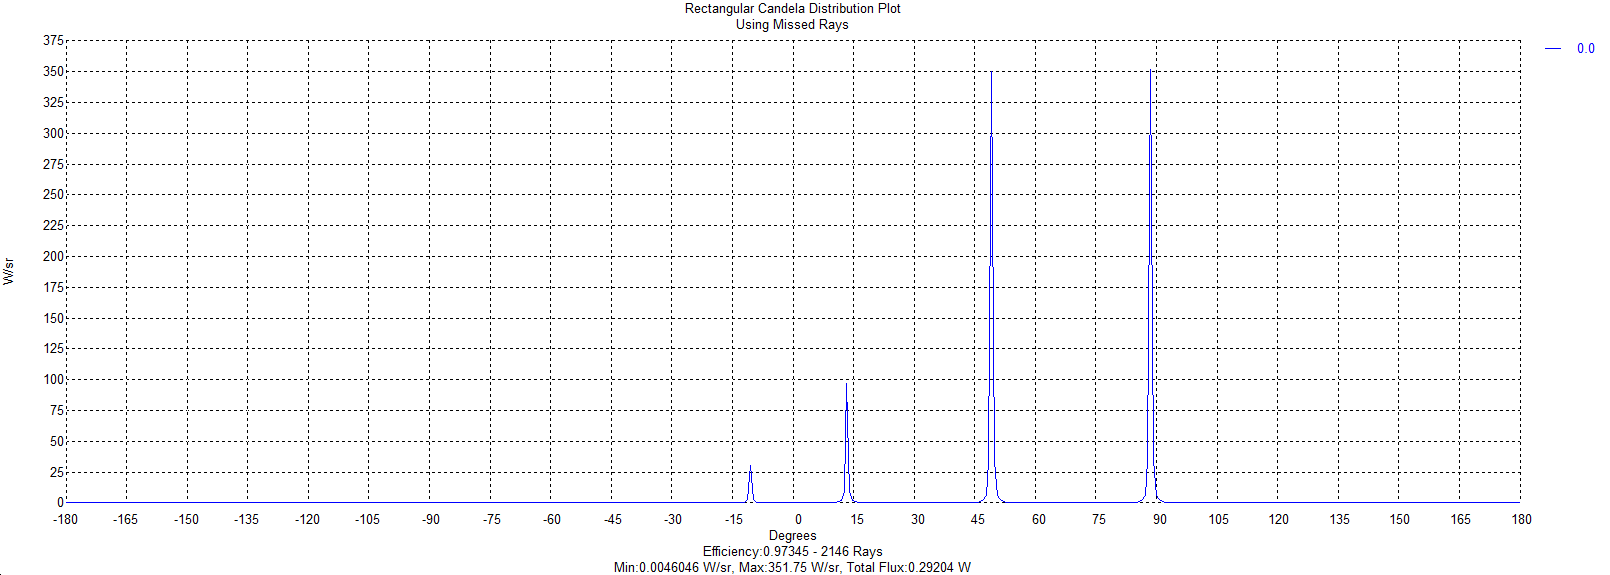 Rectangular Candela Distribution Plot
Using Missed Rays
375
350
325
300
275
250
225
200
175
150
125
100
75
50
25
0
W/sr
0.0
-180 -165 -150 -135 -120 -105 -90 -75 -60 -45 -30 -15 0 15 30 45 60 75 90 105 120 135 150 165 180
Degrees
Efficiency:0.97345 - 2146 Rays
Min:0.0046046 W/sr, Max:351.75 W/sr, Total Flux:0.29204 W